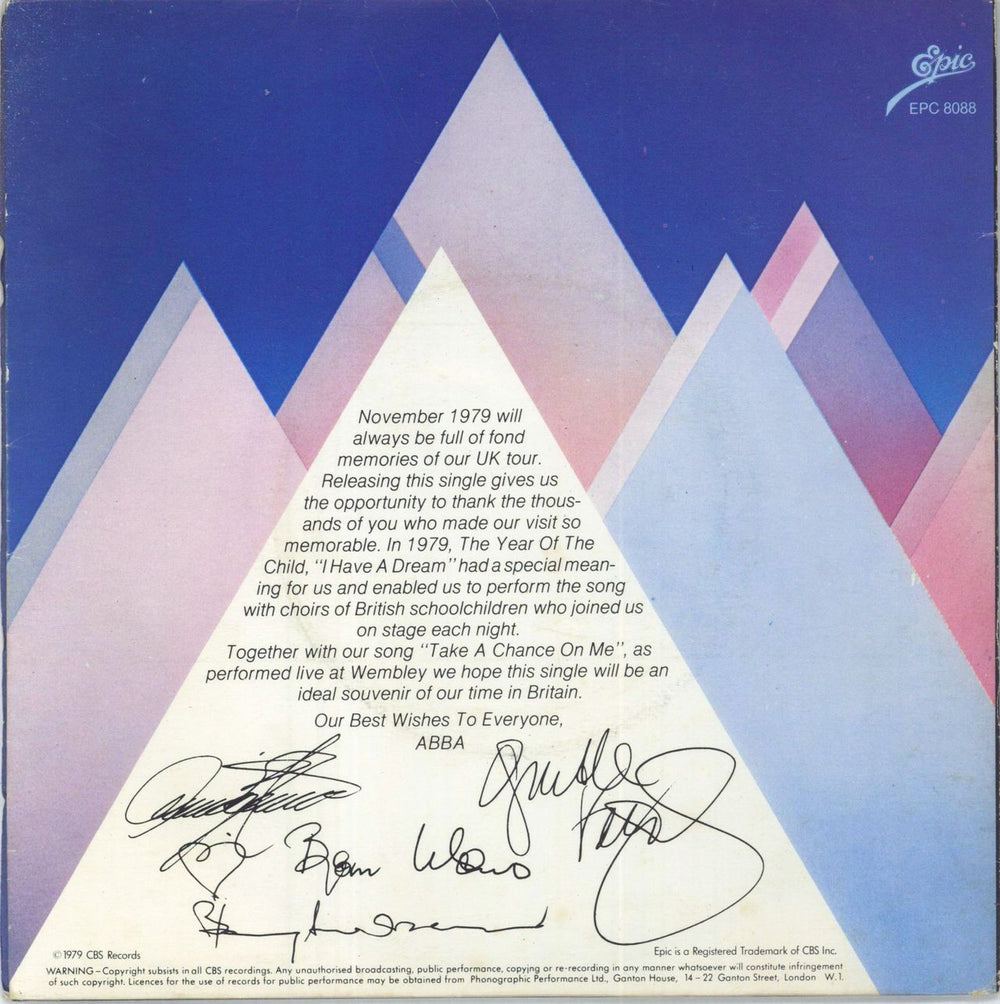 Epic
EPC 8088
November 1979 will
always be full of fond
memories of our UK tour.
Releasing this single gives us
the opportunity to thank the thous-
ands of you who made our visit so
memorable. In 1979, The Year Of The
Child, "I Have A Dream" had a special mean-
ing for us and enabled us to perform the song
with choirs of British schoolchildren who joined us
on stage each night.
Together with our song "Take A Chance On Me", as
performed live at Wembley we hope this single will be an
ideal souvenir of our time in Britain.
Our Best Wishes To Everyone,
ABBA
©1979 CBS Records
Epic is a Registered Trademark of CBS Inc.
WARNING – Copyright subsists in all CBS recordings. Any unauthorised broadcasting, public performance, copying or re-recording in any manner whatsoever will constitute infringement
of such copyright. Licences for the use of records for public performance may be obtained from Phonographic Performance Ltd., Ganton House, 14 – 22 Ganton Street, London W.1.